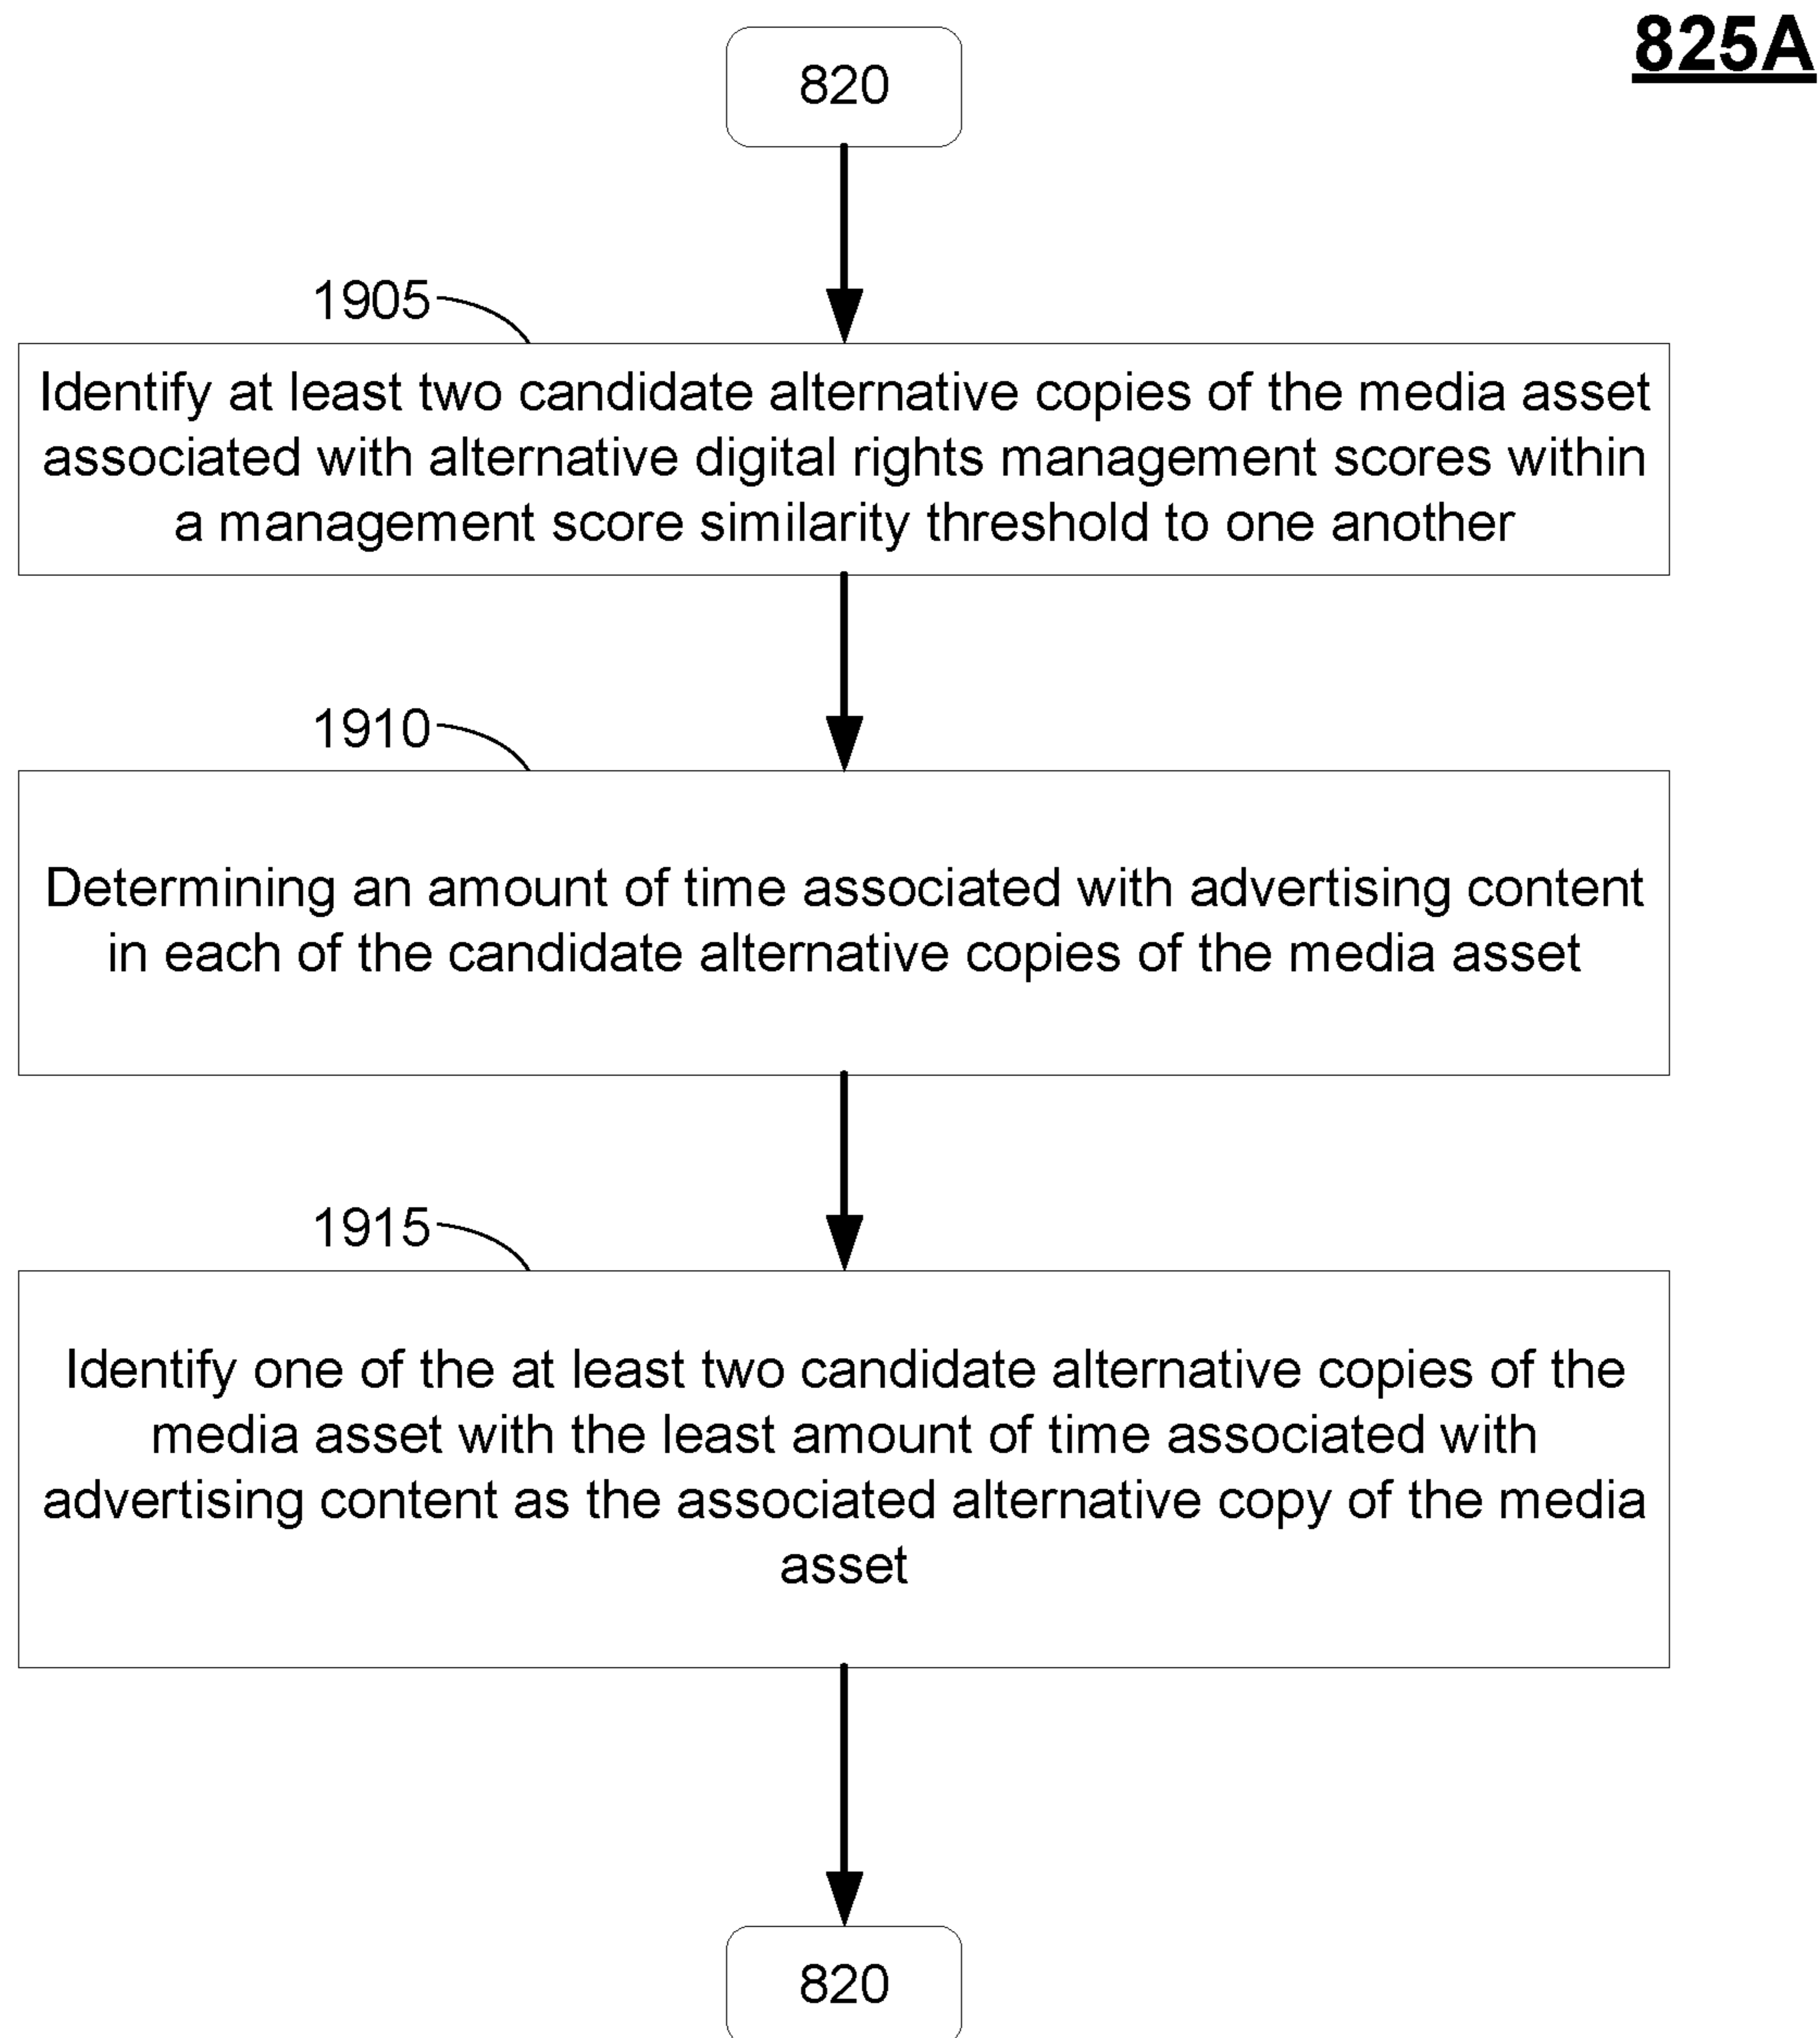 825A
820
1905
Identify at least two candidate alternative copies of the media asset
associated with alternative digital rights management scores within
a management score similarity threshold to one another
1910
Determining an amount of time associated with advertising content
in each of the candidate alternative copies of the media asset
1915
Identify one of the at least two candidate alternative copies of the
media asset with the least amount of time associated with
advertising content as the associated alternative copy of the media
asset
820